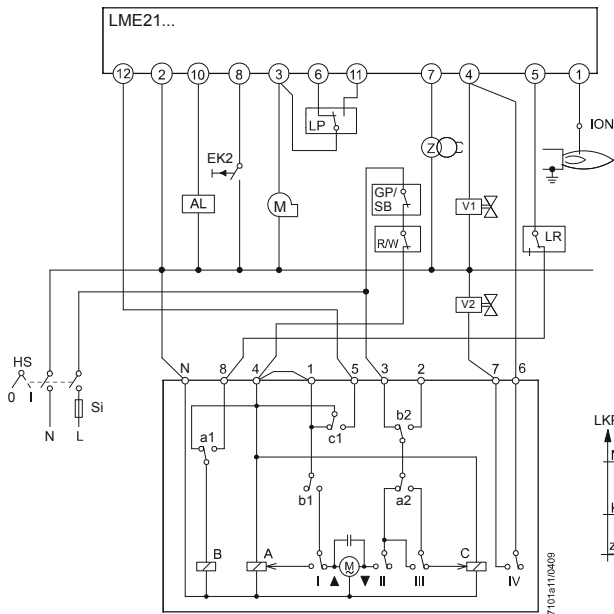 LME21...
12 2 10 8 3 6 11 7 4 5 1
LP
ION
EK2
Z
AL
M
GP/
SB
V1
R/W
LR
V2
HS
0 I
Si
N L
N 8 4 1 5 3 2 7 6
a1
c1
b2
b1
a2
B A I M II III C IV
7101a11/0409